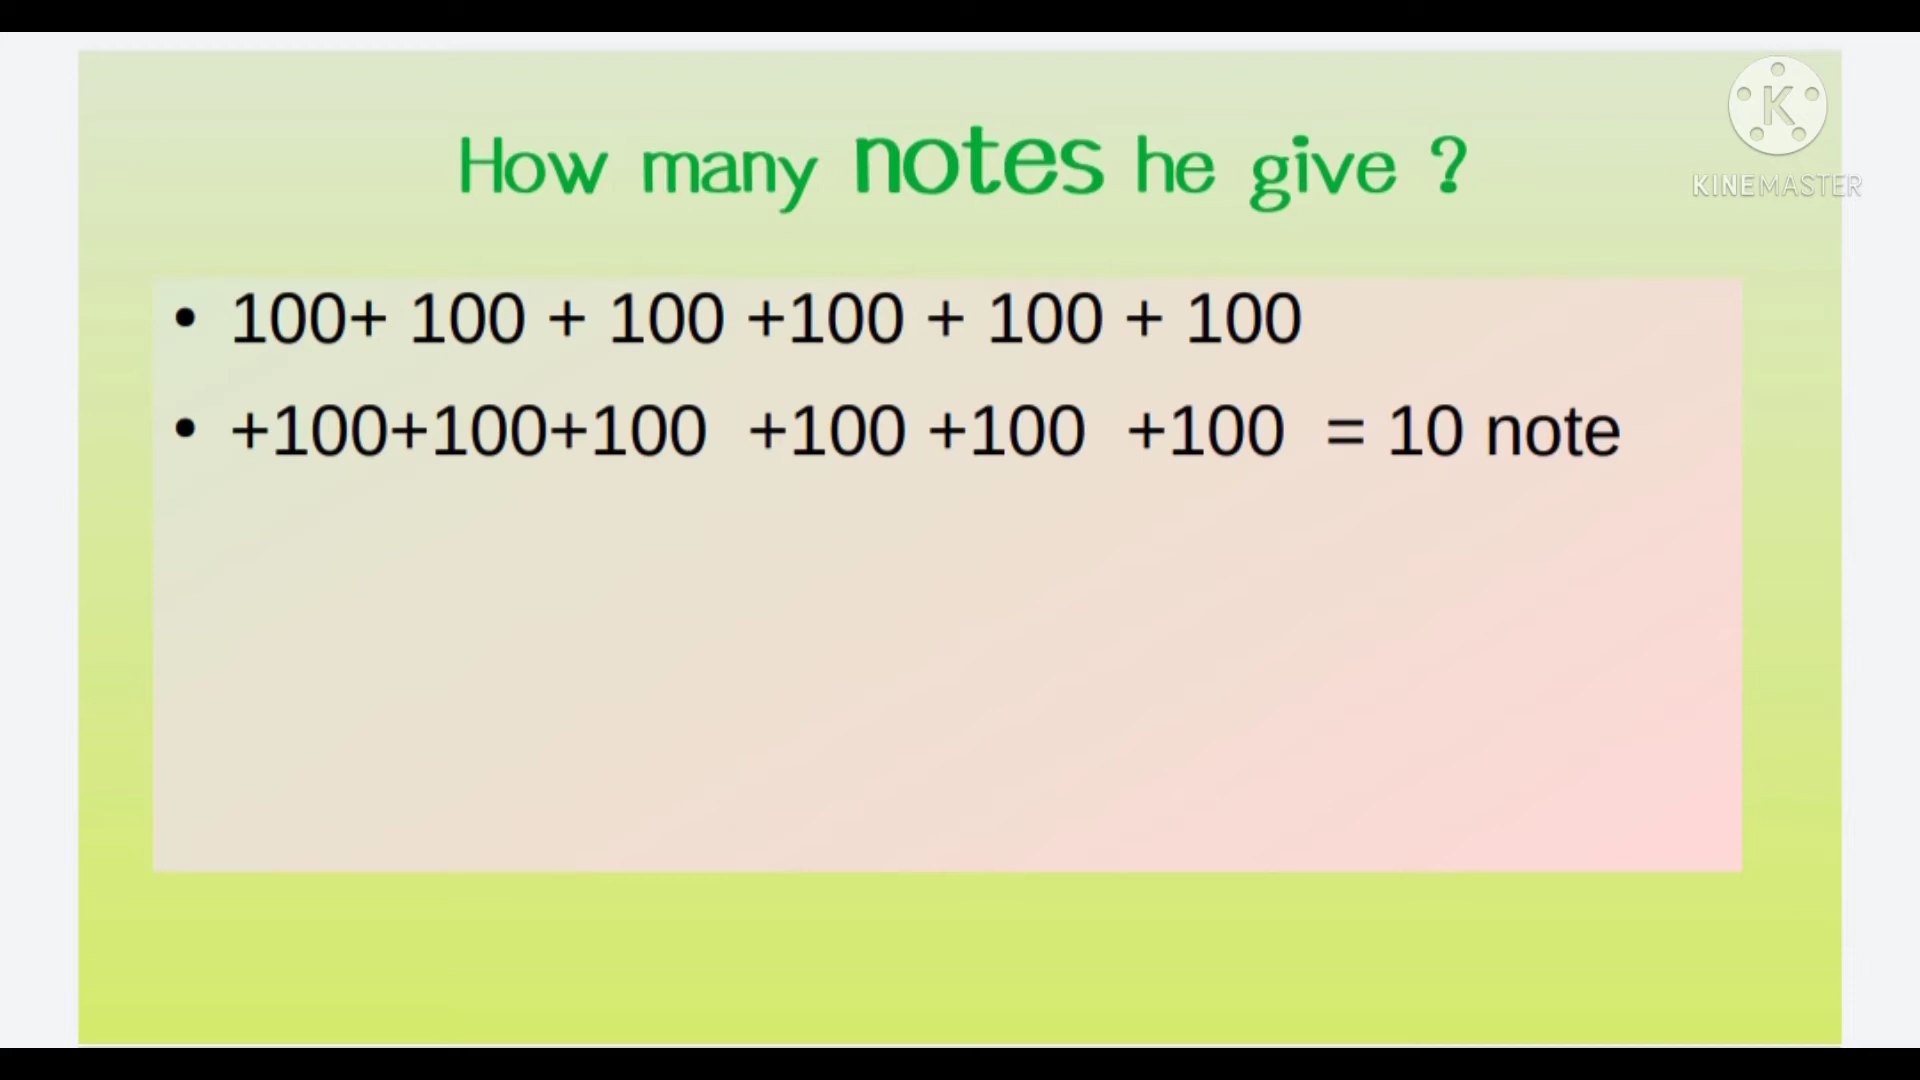 How many notes he give ?
KINEMASTER
• 100+ 100 + 100 +100 + 100 + 100
• +100+100+100 +100 +100 +100 = 10 note